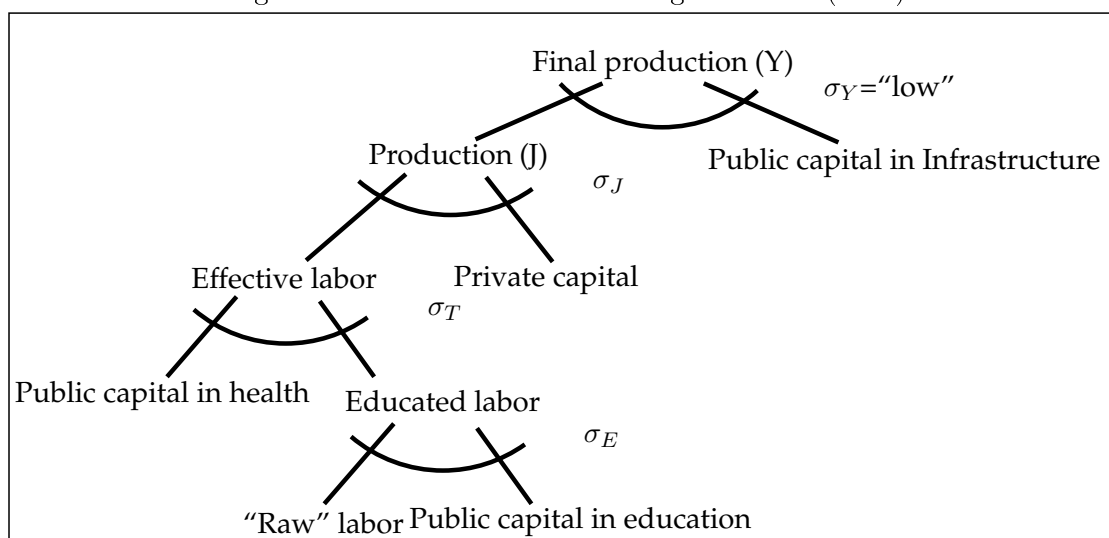 Final production (Y)
σ_Y="low"
Production (J)
Public capital in Infrastructure
σ_J
Effective labor
Private capital
σ_T
Public capital in health
Educated labor
σ_E
“Raw” labor
Public capital in education